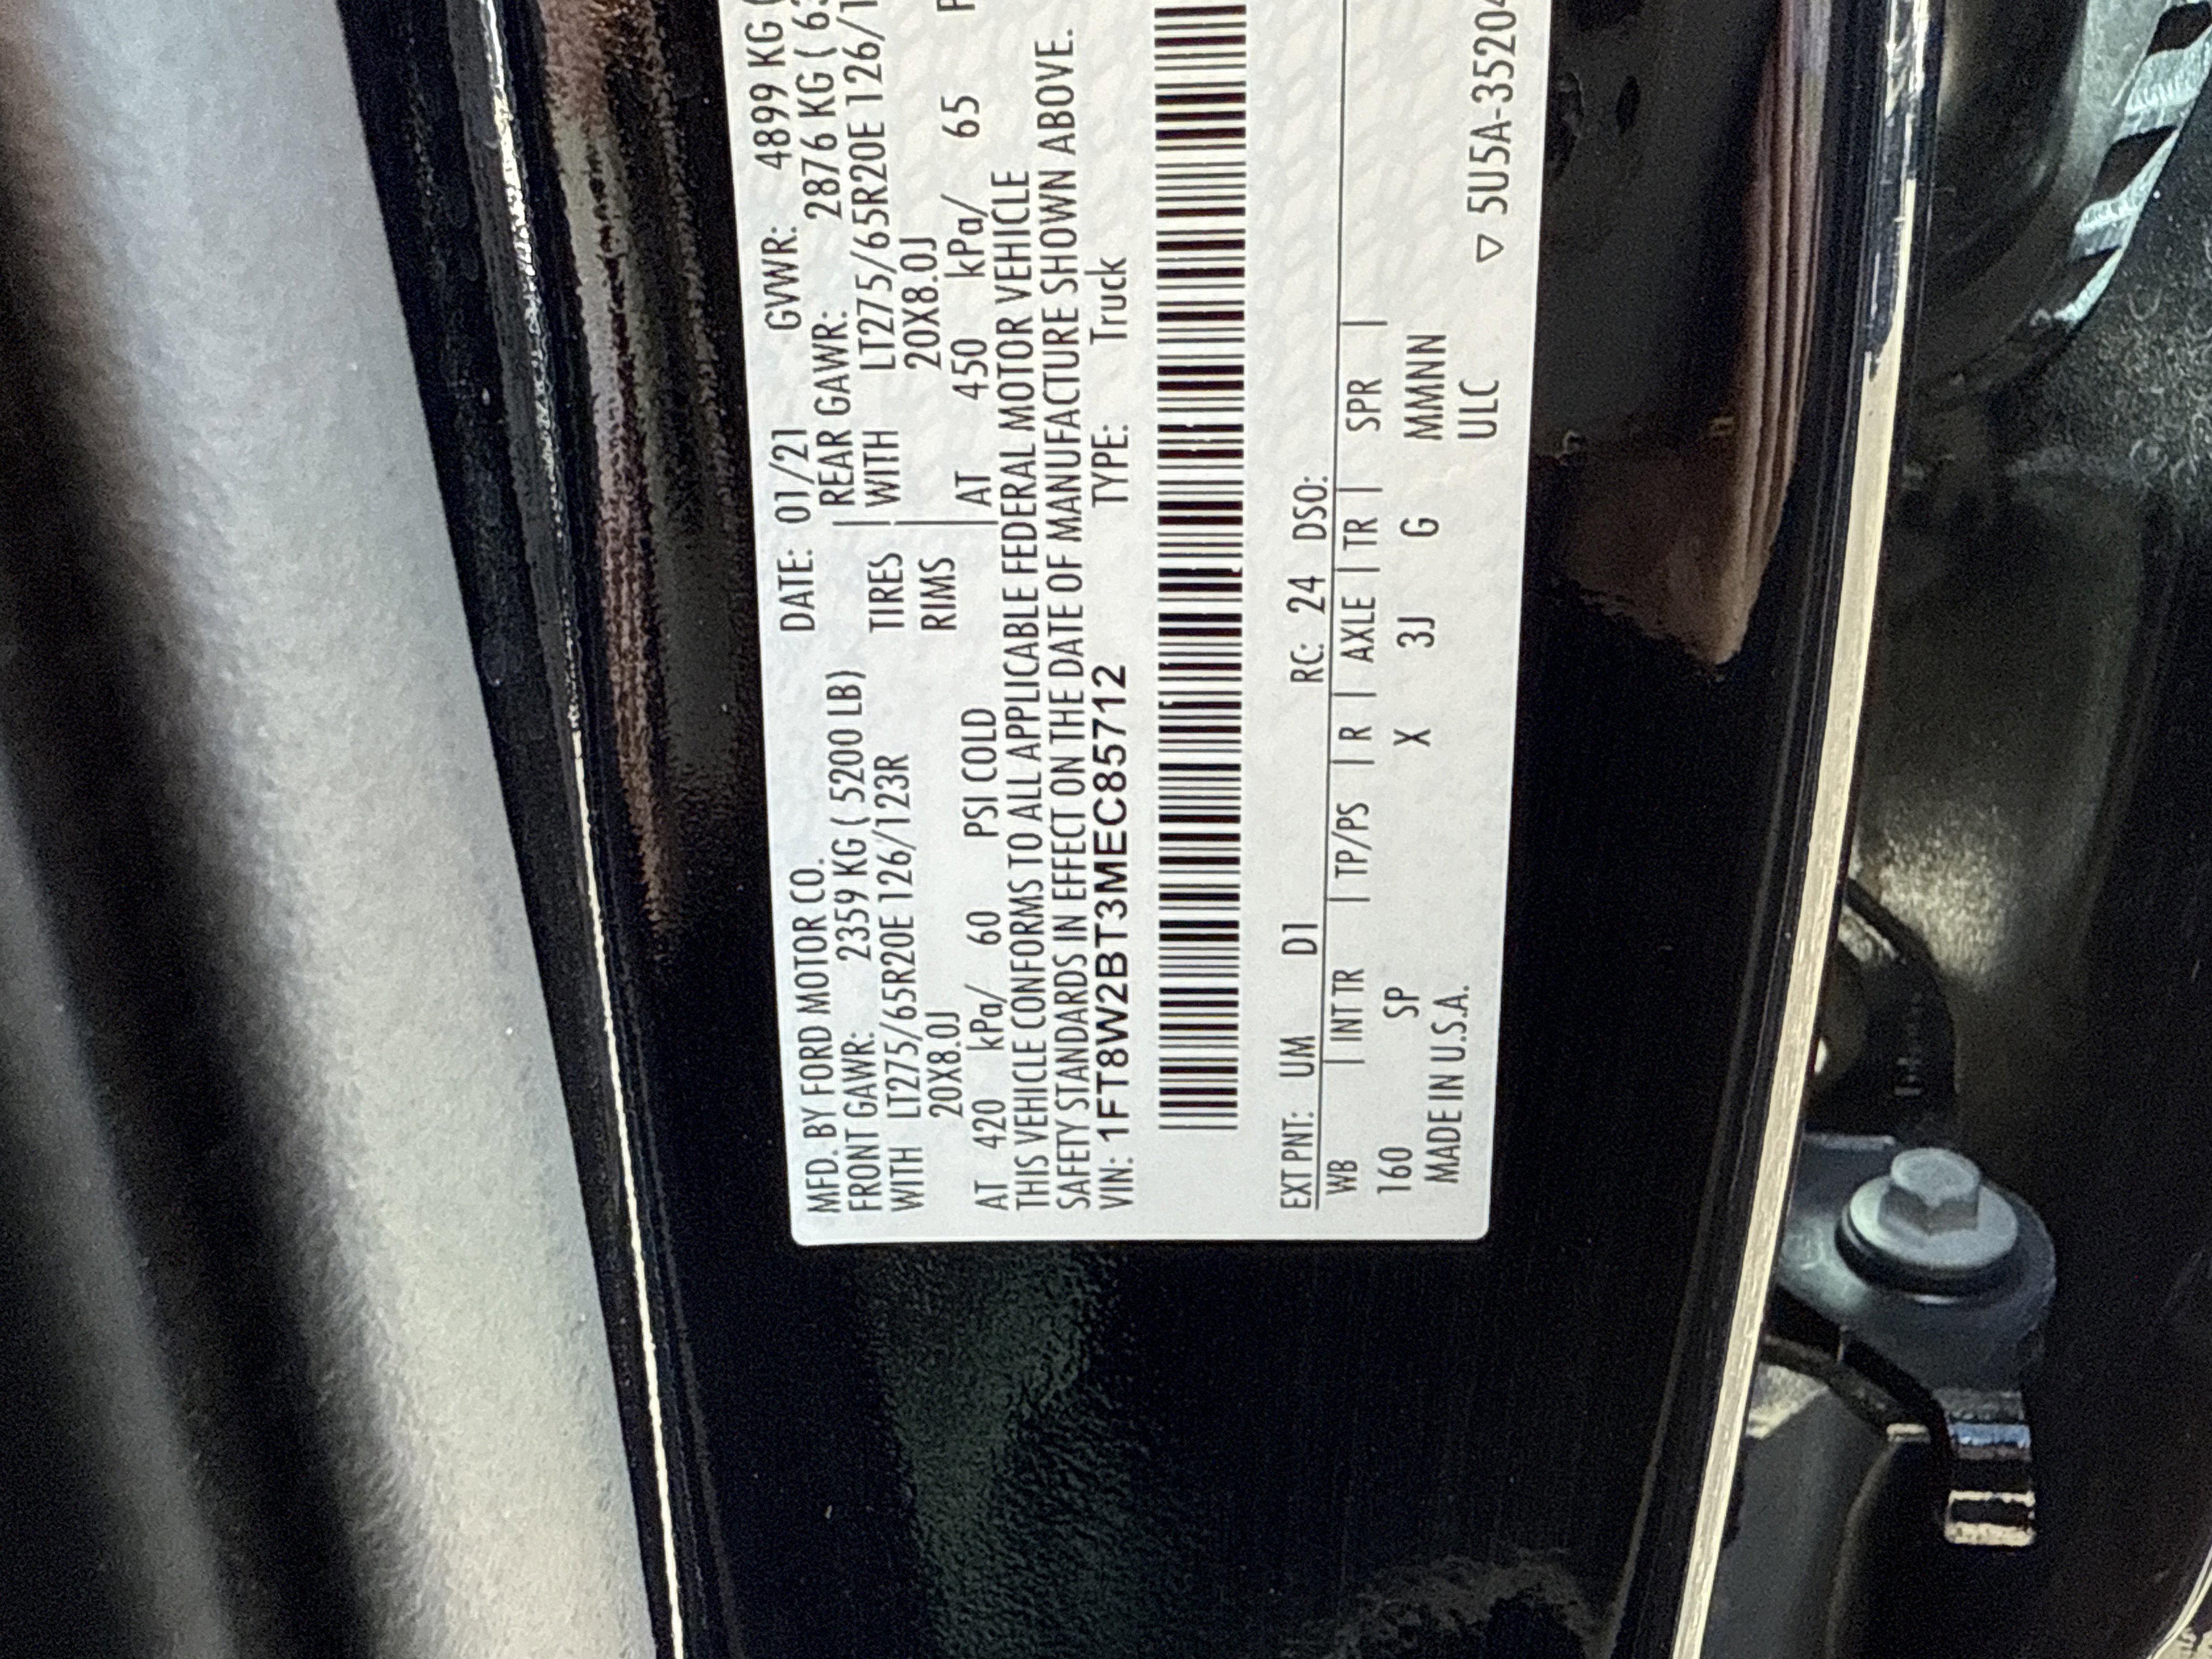 MFD. BY FORD MOTOR CO. DATE: 01/21 GVWR: 4899 KG (
FRONT GAWR: 2359 KG ( 5200 LB) REAR GAWR: 2876 KG ( 63
WITH LT275/65R20E 126/123R TIRES WITH LT275/65R20E 126/1
20X8.0J RIMS 20X8.0J
AT 420 kPa/ 60 PSI COLD AT 450 kPa/ 65 P
THIS VEHICLE CONFORMS TO ALL APPLICABLE FEDERAL MOTOR VEHICLE
SAFETY STANDARDS IN EFFECT ON THE DATE OF MANUFACTURE SHOWN ABOVE.
VIN: 1FT8W2BT3MEC85712 TYPE: Truck
EXT PNT: UM D1 RC: 24 DSO:
WB | INT TR | TP/PS | R | AXLE | TR | SPR |
160 SP X 3J G MMMNN
MADE IN U.S.A. ULC ▽ 5U5A-35204